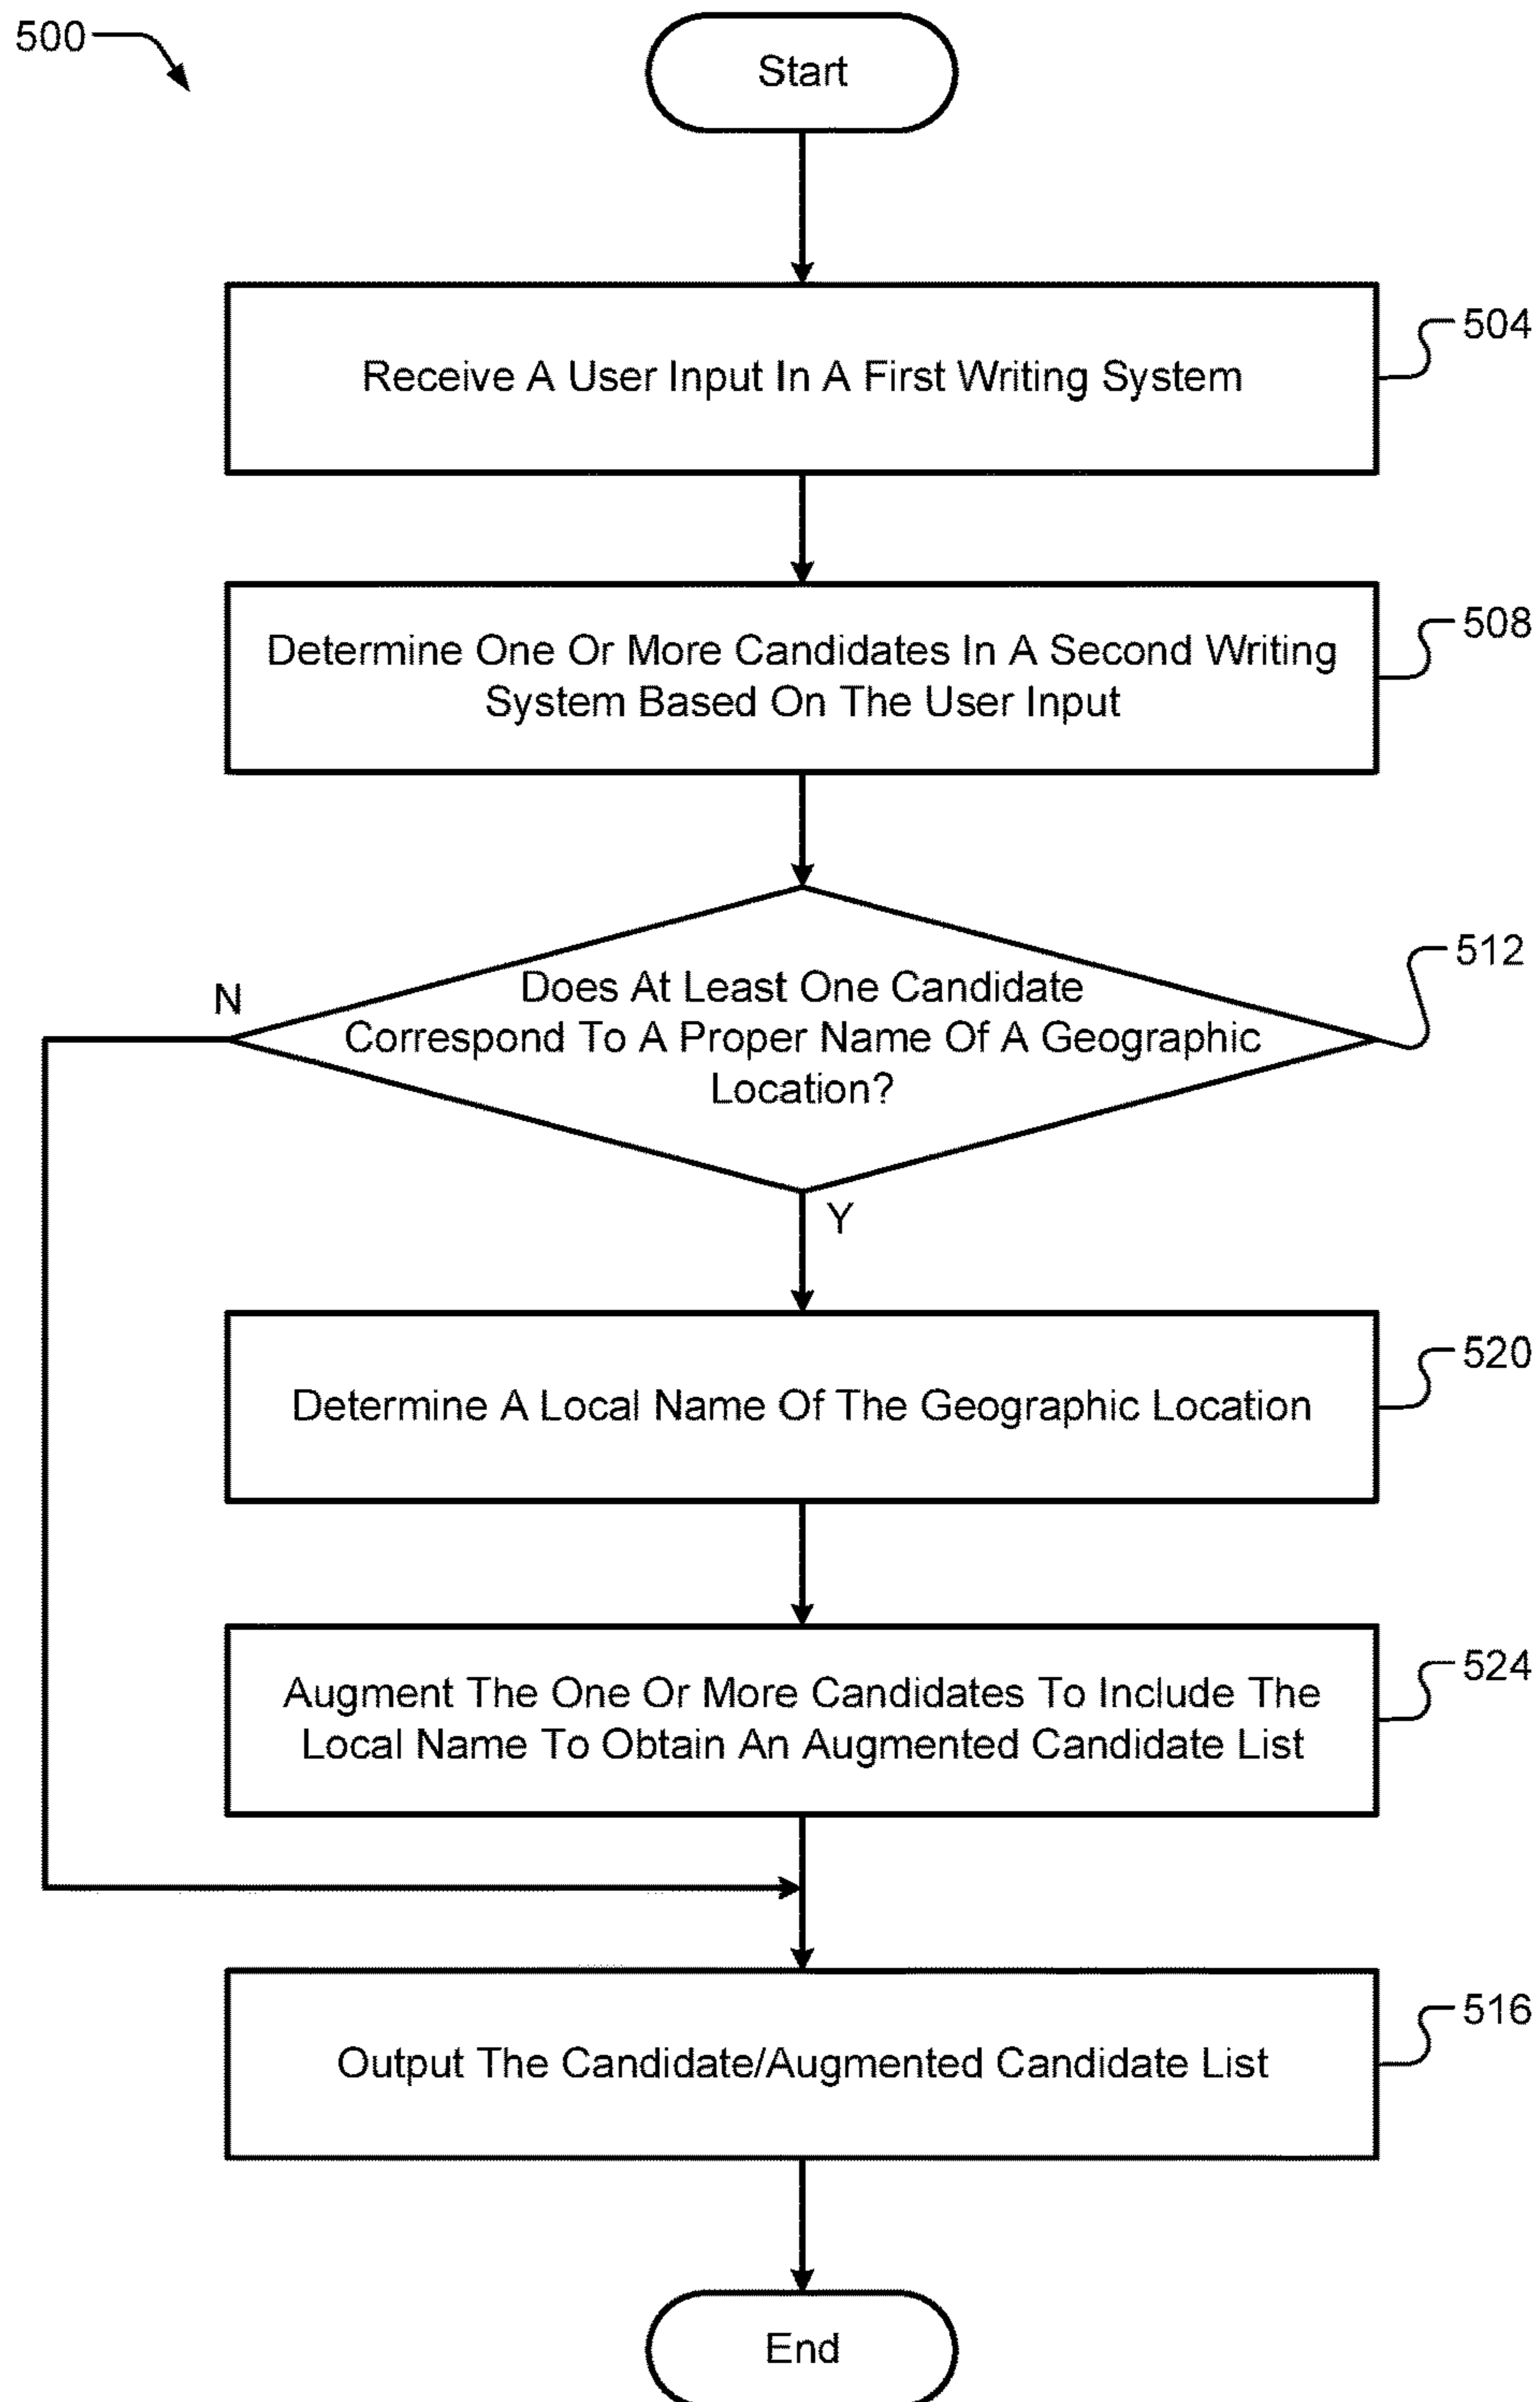 500
Start
Receive A User Input In A First Writing System
504
Determine One Or More Candidates In A Second Writing
System Based On The User Input
508
Does At Least One Candidate
Correspond To A Proper Name Of A Geographic
Location?
512
N
Y
Determine A Local Name Of The Geographic Location
520
Augment The One Or More Candidates To Include The
Local Name To Obtain An Augmented Candidate List
524
Output The Candidate/Augmented Candidate List
516
End